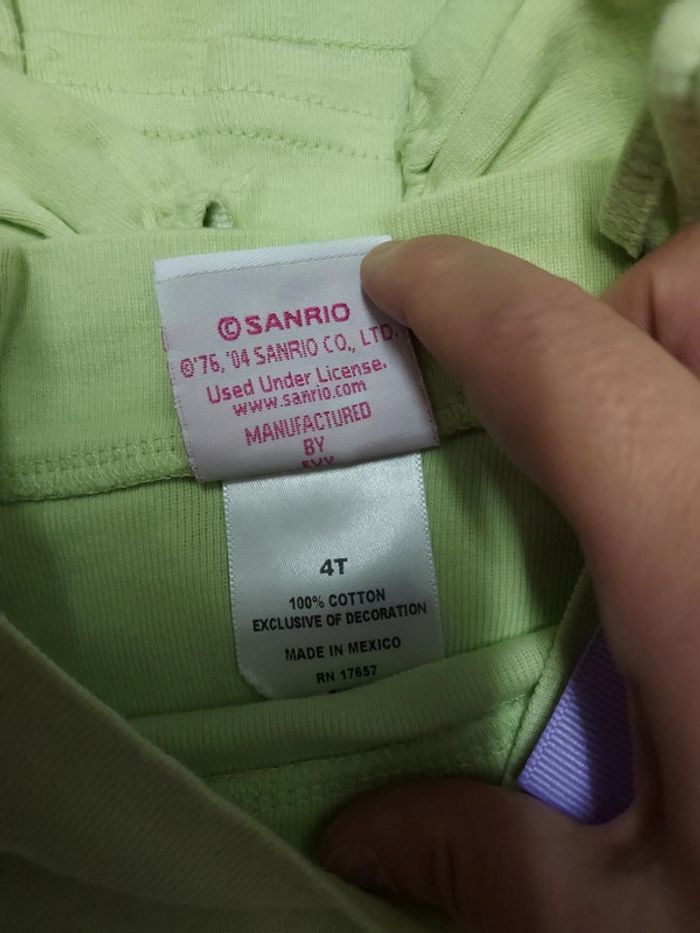 ©SANRIO
©'76,'04 SANRIO CO., LTD.
Used Under License.
www.sanrio.com
MANUFACTURED
BY
4T
100% COTTON
EXCLUSIVE OF DECORATION
MADE IN MEXICO
RN 17657